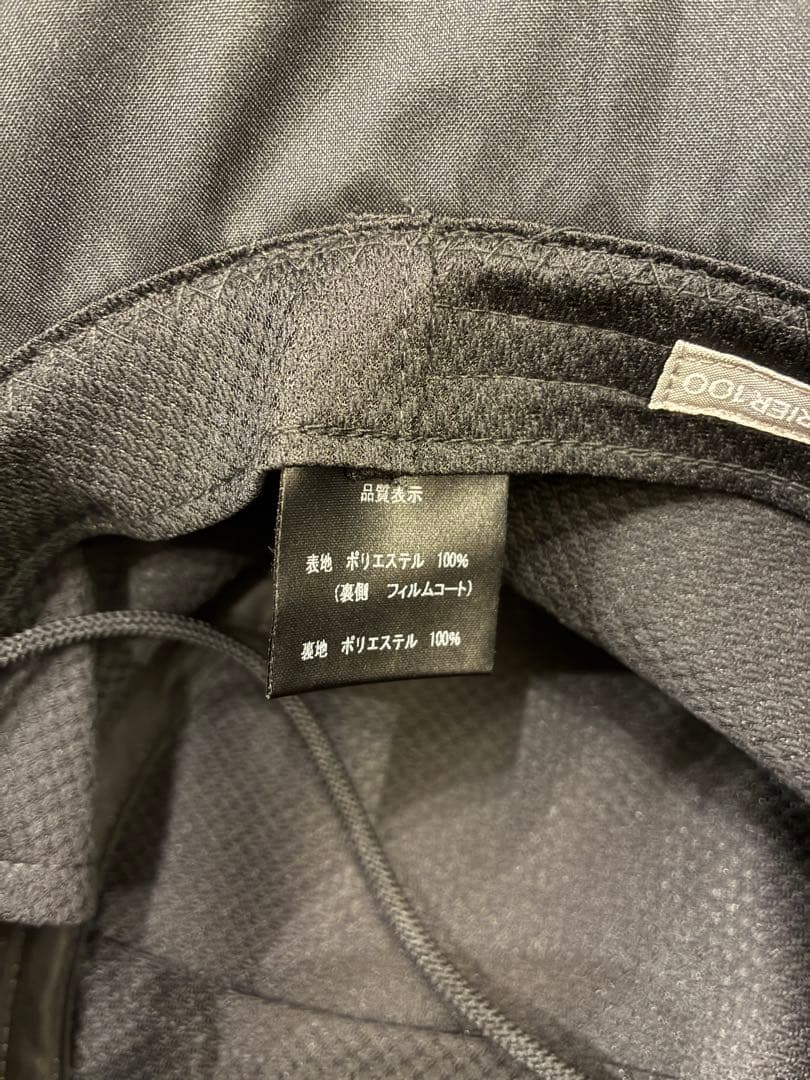 品質表示
表地 ポリエステル 100%
(裏側 フィルムコート)
裏地 ポリエステル 100%
100